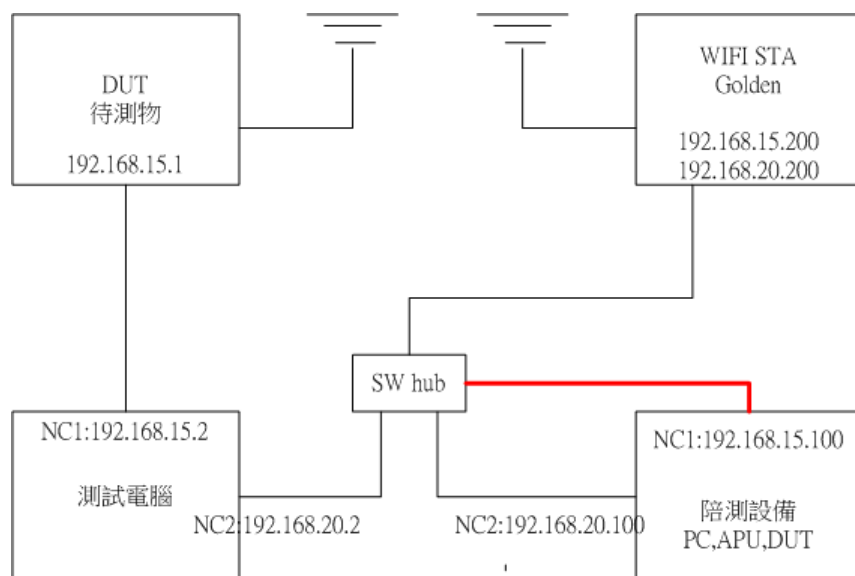 DUT
待測物
192.168.15.1
WIFI STA
Golden
192.168.15.200
192.168.20.200
SW hub
NC1:192.168.15.2
測試電腦
NC2:192.168.20.2
NC1:192.168.15.100
陪測設備
NC2:192.168.20.100
PC,APU,DUT